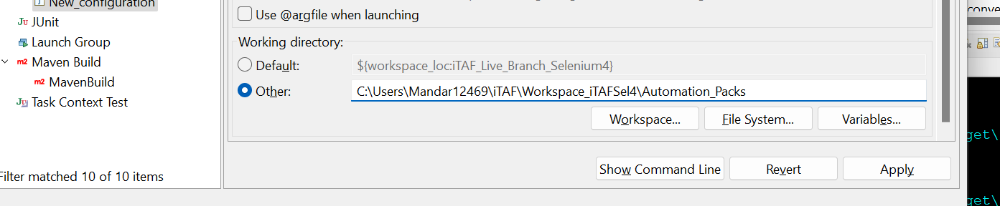 New_configuration
JUnit
Launch Group
Maven Build
m2 MavenBuild
Task Context Test
Filter matched 10 of 10 items
Use @argfile when launching
Working directory:
Default: ${workspace_loc:iTAF_Live_Branch_Selenium4}
Other: C:\Users\Mandar12469\iTAF\Workspace_iTAFSel4\Automation_Packs
Workspace... File System... Variables...
Show Command Line Revert Apply
conve
get\
get\